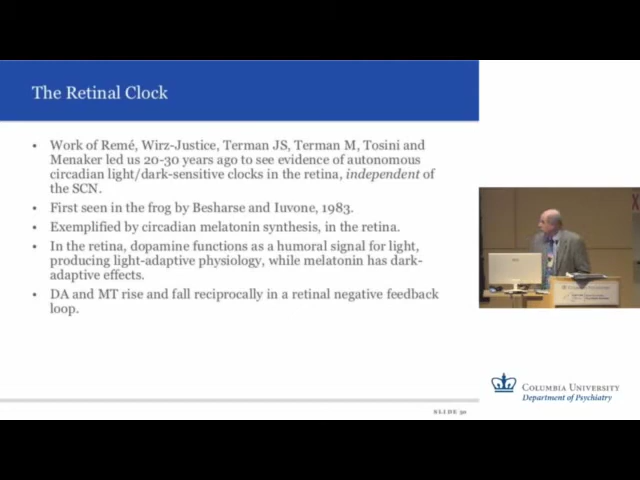 The Retinal Clock
• Work of Remé, Wirz-Justice, Terman JS, Terman M, Tosini and
Menaker led us 20-30 years ago to see evidence of autonomous
circadian light/dark-sensitive clocks in the retina, independent of
the SCN.
• First seen in the frog by Besharse and Iuvone, 1983.
• Exemplified by circadian melatonin synthesis, in the retina.
• In the retina, dopamine functions as a humoral signal for light,
producing light-adaptive physiology, while melatonin has dark-
adaptive effects.
• DA and MT rise and fall reciprocally in a retinal negative feedback
loop.
COLUMBIA UNIVERSITY
Department of Psychiatry
SLIDE 30